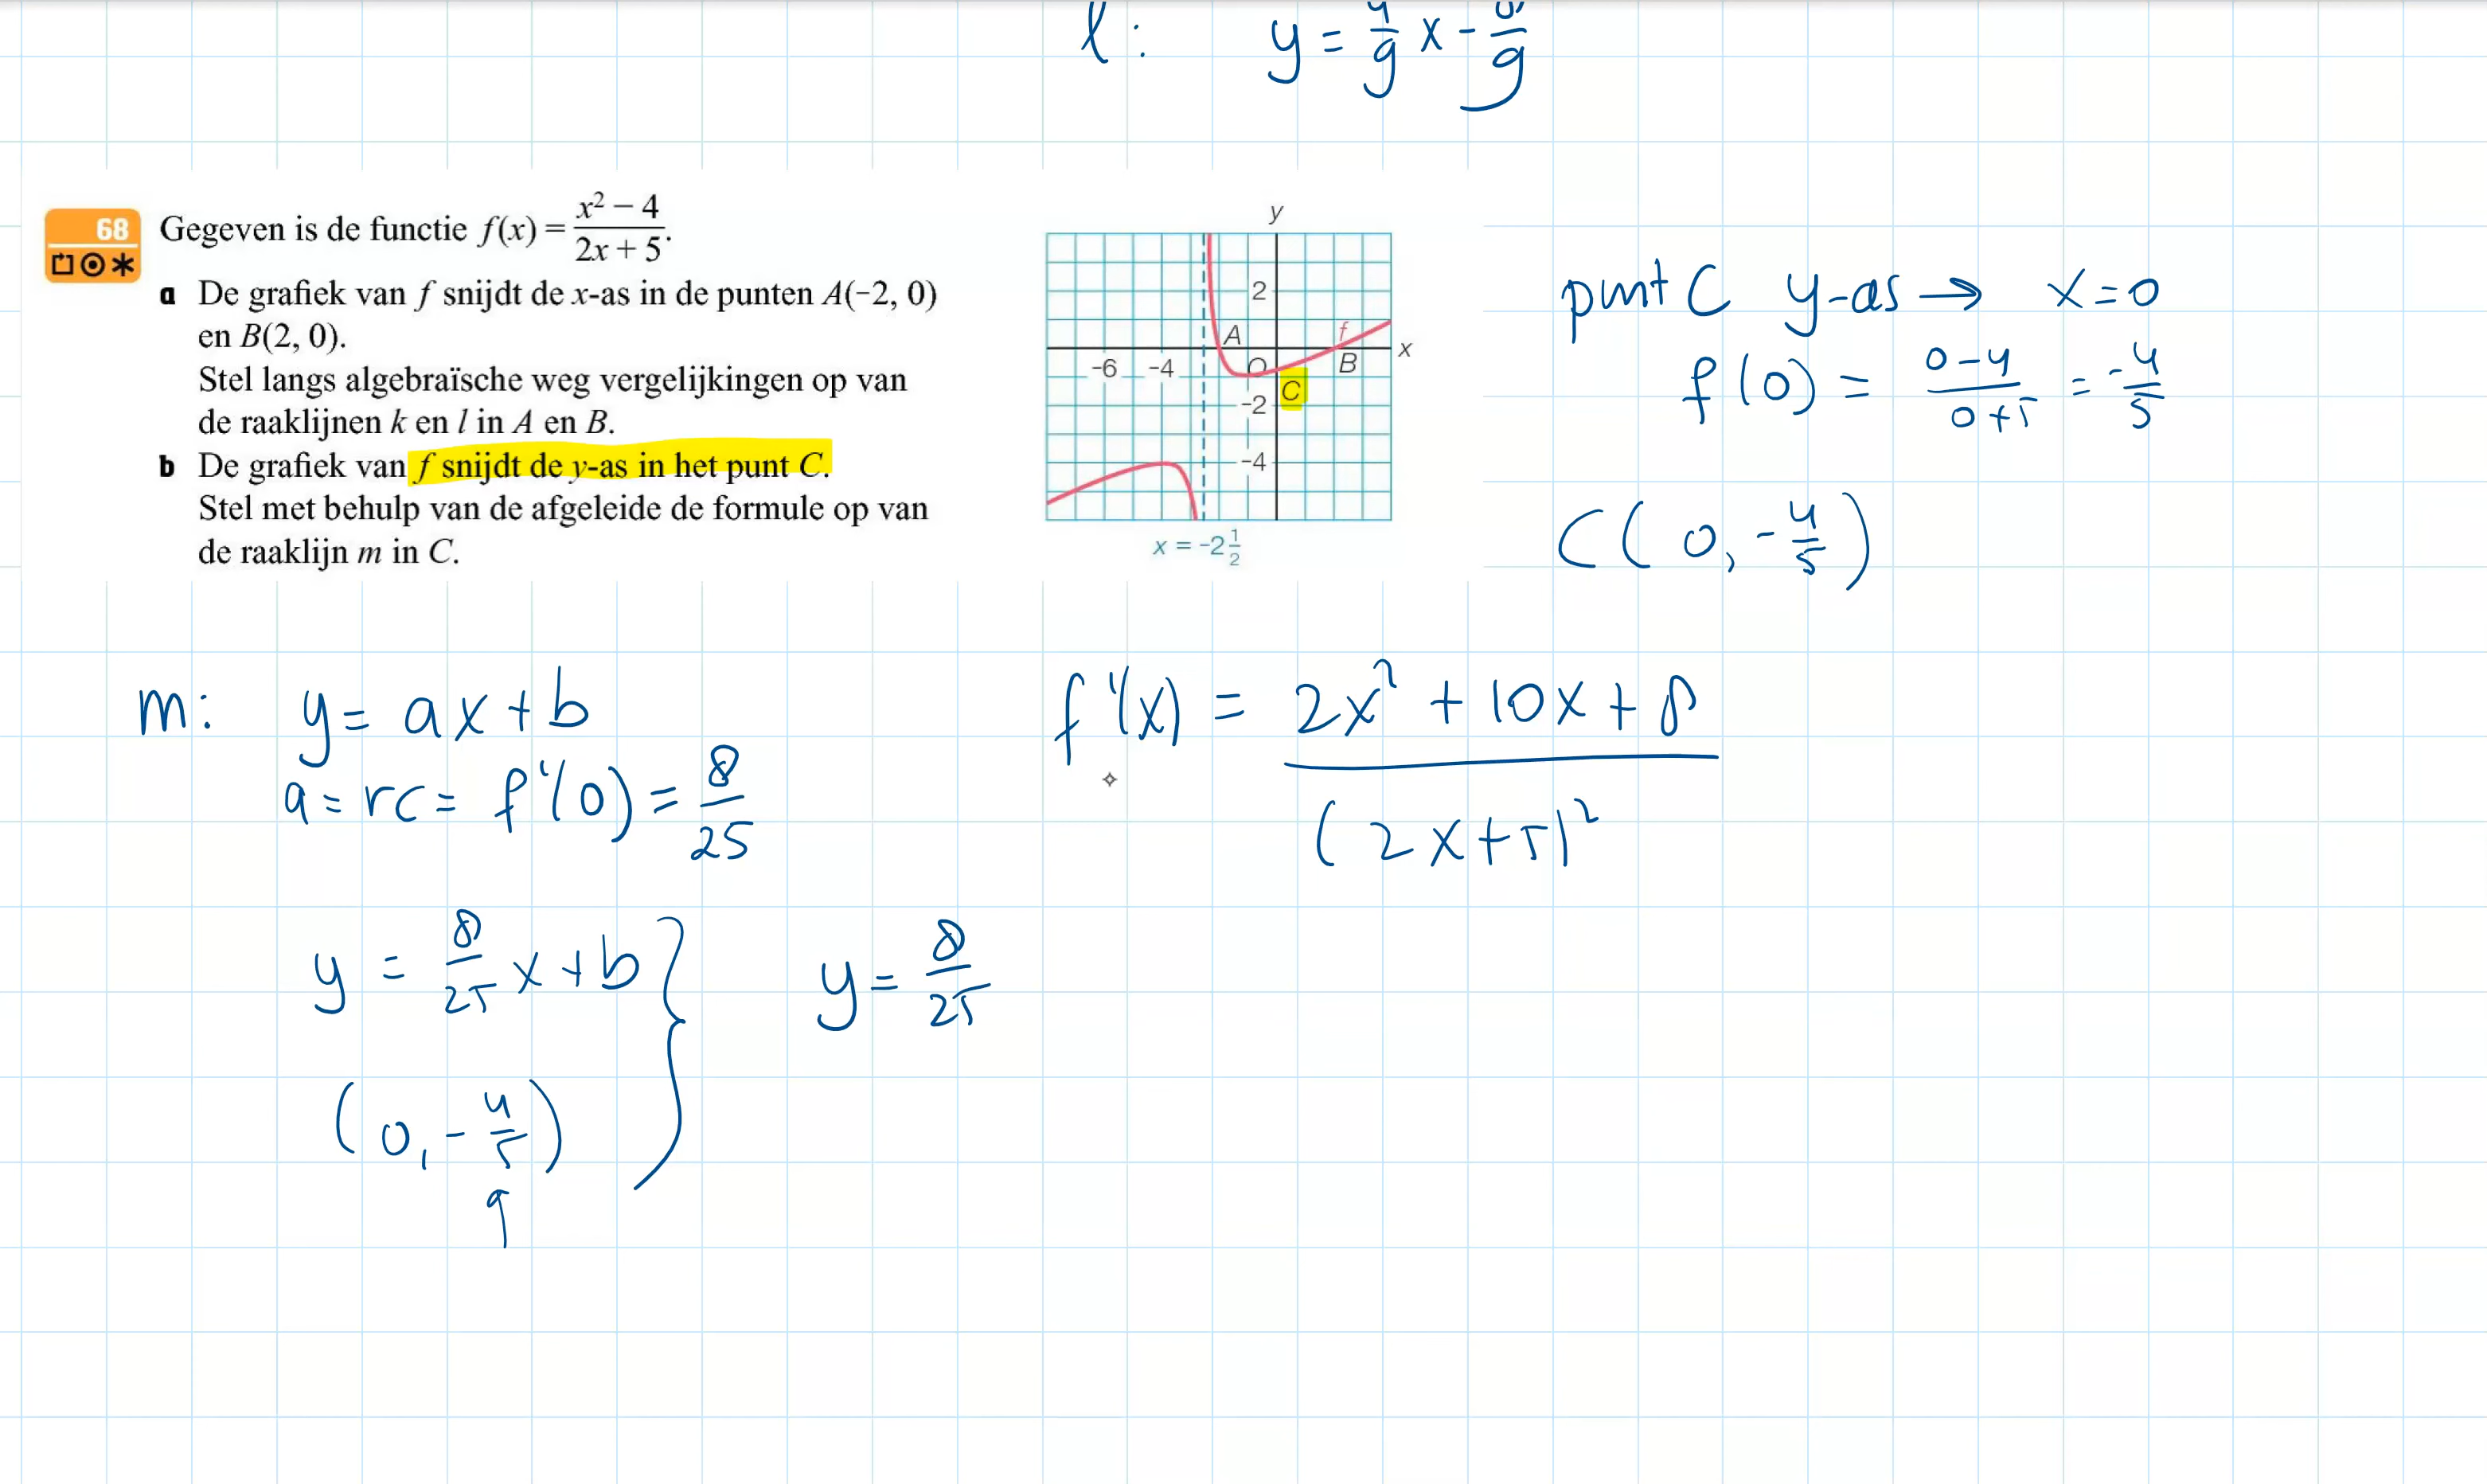 l: y = 4/9 x - 8/9
68 Gegeven is de functie f(x) = (x² − 4)/(2x + 5).
a De grafiek van f snijdt de x-as in de punten A(−2, 0)
en B(2, 0).
Stel langs algebraïsche weg vergelijkingen op van
de raaklijnen k en l in A en B.
b De grafiek van f snijdt de y-as in het punt C.
Stel met behulp van de afgeleide de formule op van
de raaklijn m in C.
y
2
A
f
x
-6 -4 O B
C
-2
-4
x = -2 1/2
punt C y-as → x=0
f(0) = (0-4)/(0+5) = -4/5
C(0, -4/5)
m: y = ax+b
a = rc = f'(0) = 8/25
f'(x) = (2x² + 10x + 8)/(2x+5)²
y = 8/25 x + b
(0, -4/5)
y = 8/25